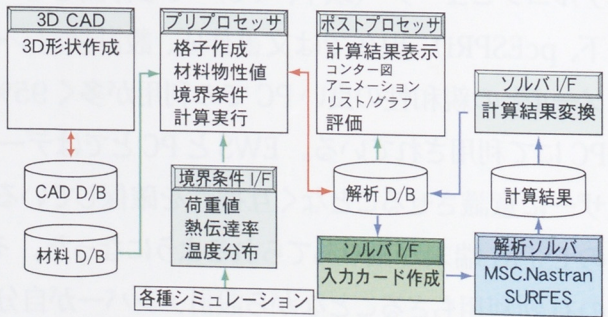 3D CAD
3D形状作成
プリプロセッサ
格子作成
材料物性値
境界条件
計算実行
ポストプロセッサ
計算結果表示
コンター図
アニメーション
リスト/グラフ
評価
ソルバ I/F
計算結果変換
CAD D/B
材料 D/B
境界条件 I/F
荷重値
熱伝達率
温度分布
解析 D/B
計算結果
ソルバ I/F
入力カード作成
解析ソルバ
MSC.Nastran
SURFES
各種シミュレーション